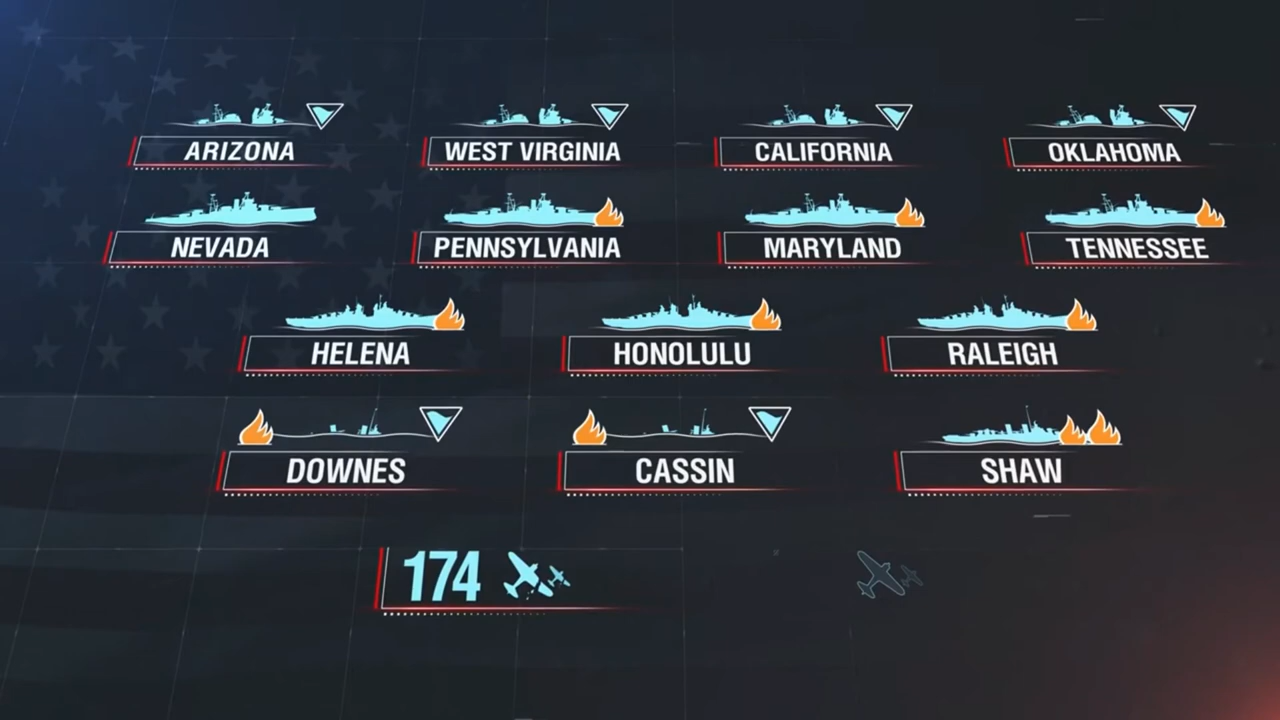 ARIZONA
WEST VIRGINIA
CALIFORNIA
OKLAHOMA
NEVADA
PENNSYLVANIA
MARYLAND
TENNESSEE
HELENA
HONOLULU
RALEIGH
DOWNES
CASSIN
SHAW
174